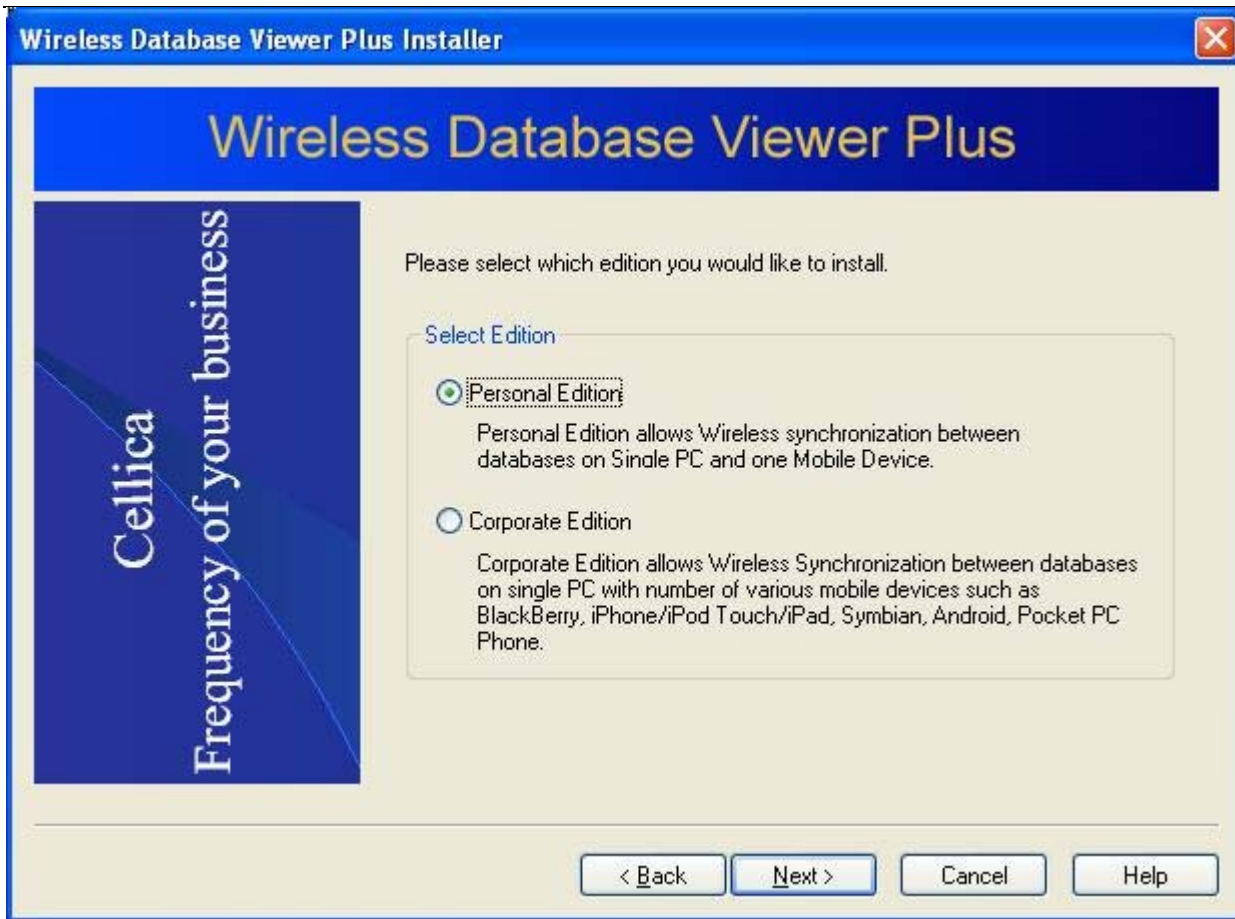 Wireless Database Viewer Plus Installer
Wireless Database Viewer Plus
Cellica
Frequency of your business
Please select which edition you would like to install.
Select Edition
Personal Edition
Personal Edition allows Wireless synchronization between
databases on Single PC and one Mobile Device.
Corporate Edition
Corporate Edition allows Wireless Synchronization between databases
on single PC with number of various mobile devices such as
BlackBerry, iPhone/iPod Touch/iPad, Symbian, Android, Pocket PC
Phone.
< Back
Next >
Cancel
Help